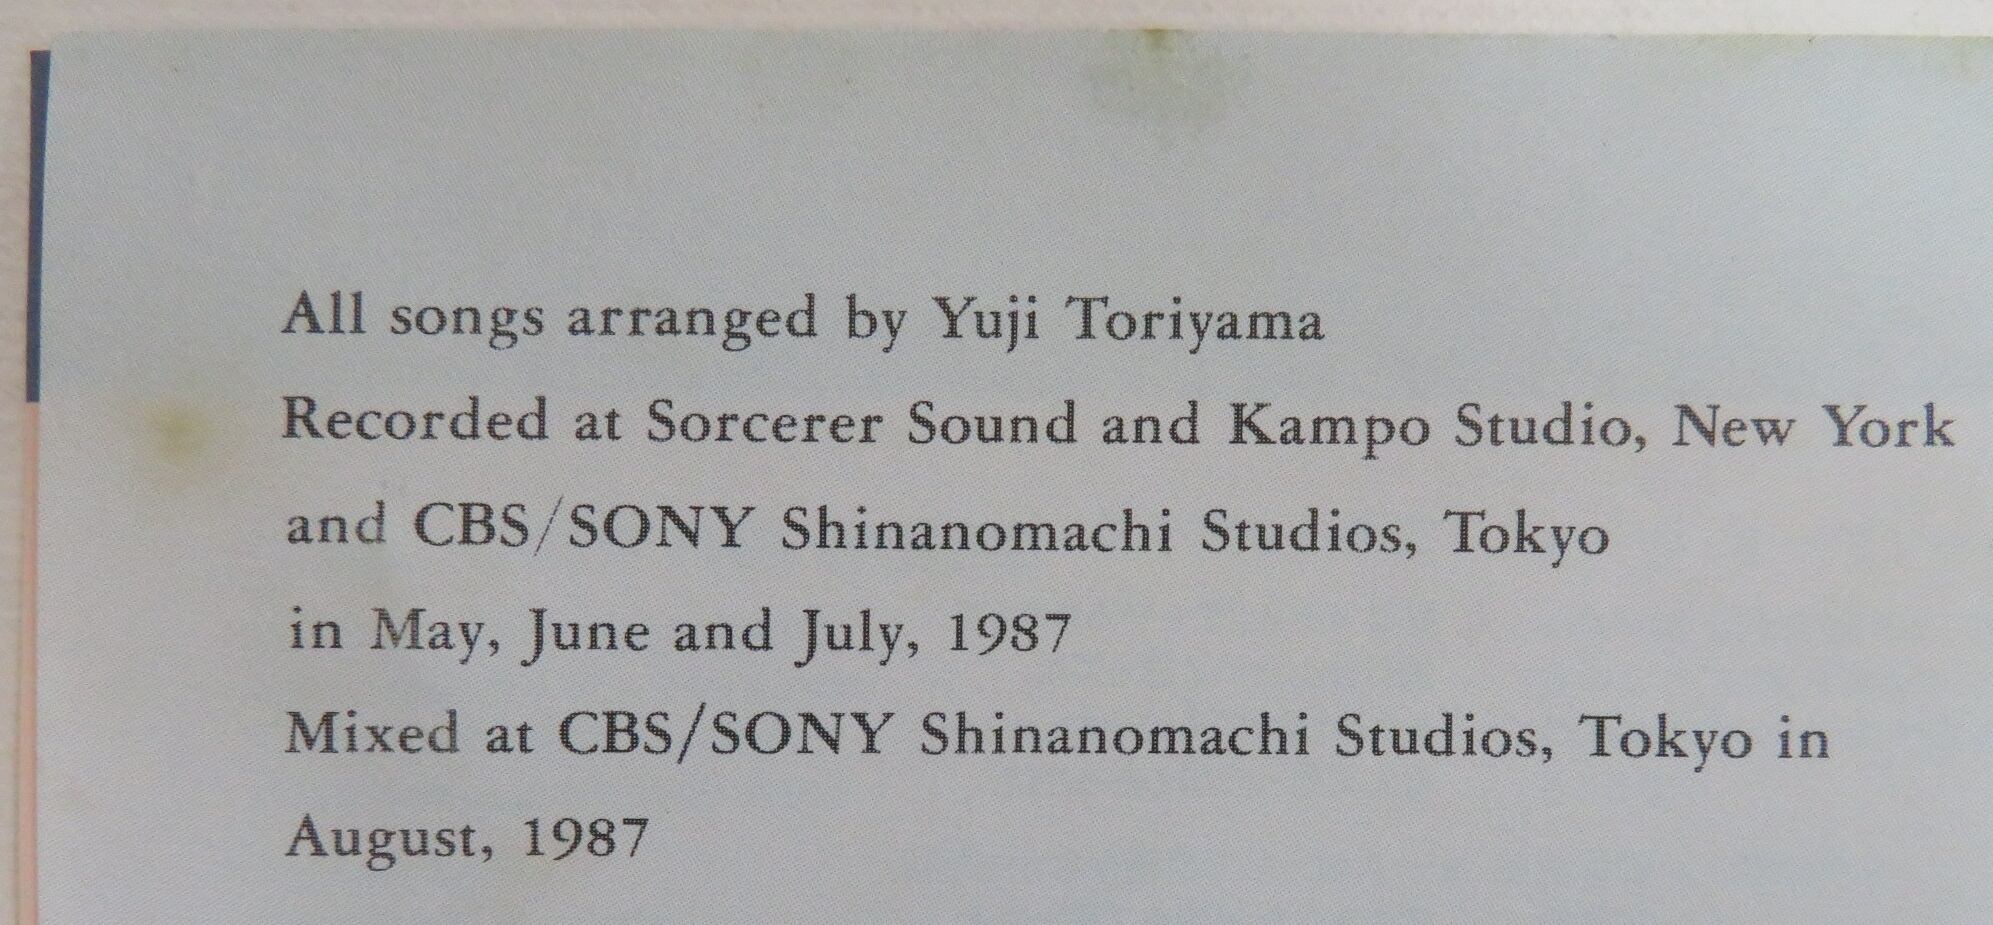 All songs arranged by Yuji Toriyama
Recorded at Sorcerer Sound and Kampo Studio, New York
and CBS/SONY Shinanomachi Studios, Tokyo
in May, June and July, 1987
Mixed at CBS/SONY Shinanomachi Studios, Tokyo in
August, 1987